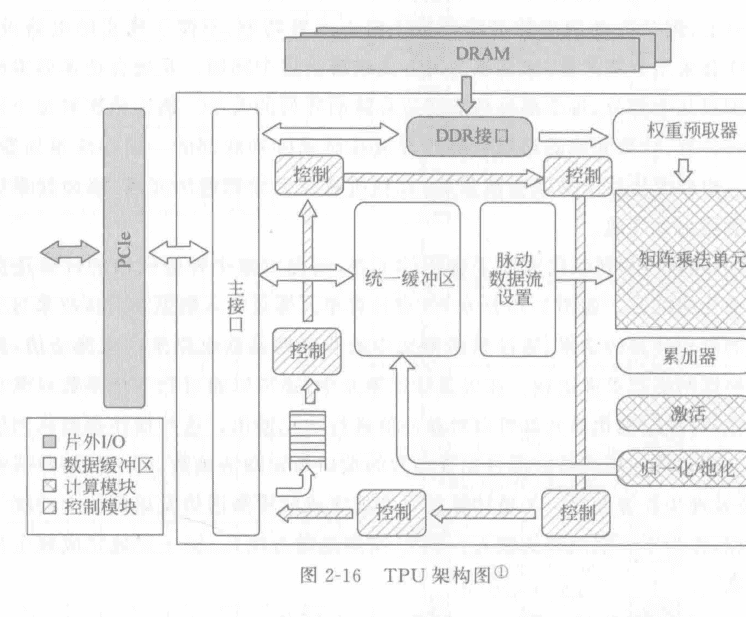 DRAM
DDR接口
权重预取器
控制
控制
PCIe
主接口
统一缓冲区
脉动
数据流
设置
矩阵乘法单元
控制
累加器
激活
归一化/池化
控制
控制
片外I/O
数据缓冲区
计算模块
控制模块
图 2-16 TPU 架构图①